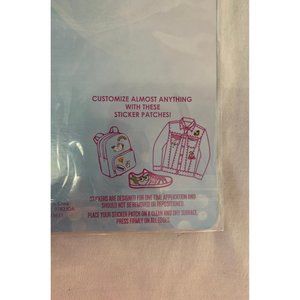 CUSTOMIZE ALMOST ANYTHING
WITH THESE
STICKER PATCHES!
STICKERS ARE DESIGNED FOR ONE TIME APPLICATION AND
SHOULD NOT BE REMOVED OR REPOSITIONED.
PLACE YOUR STICKER PATCH ON A CLEAN AND DRY SURFACE,
PRESS FIRMLY ON ALL EDGES.